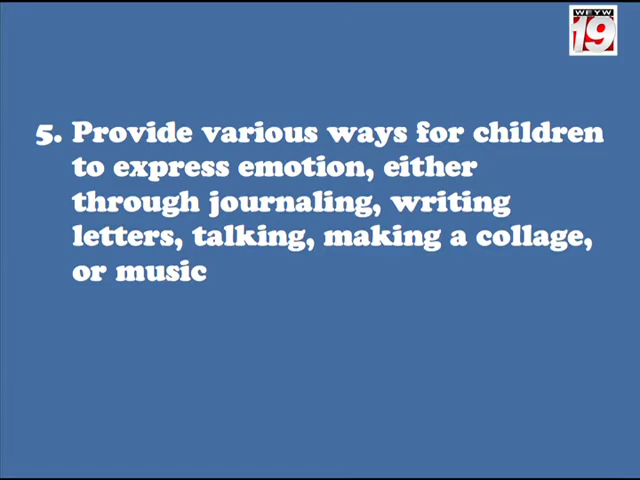 WEYW
19
5. Provide various ways for children
to express emotion, either
through journaling, writing
letters, talking, making a collage,
or music